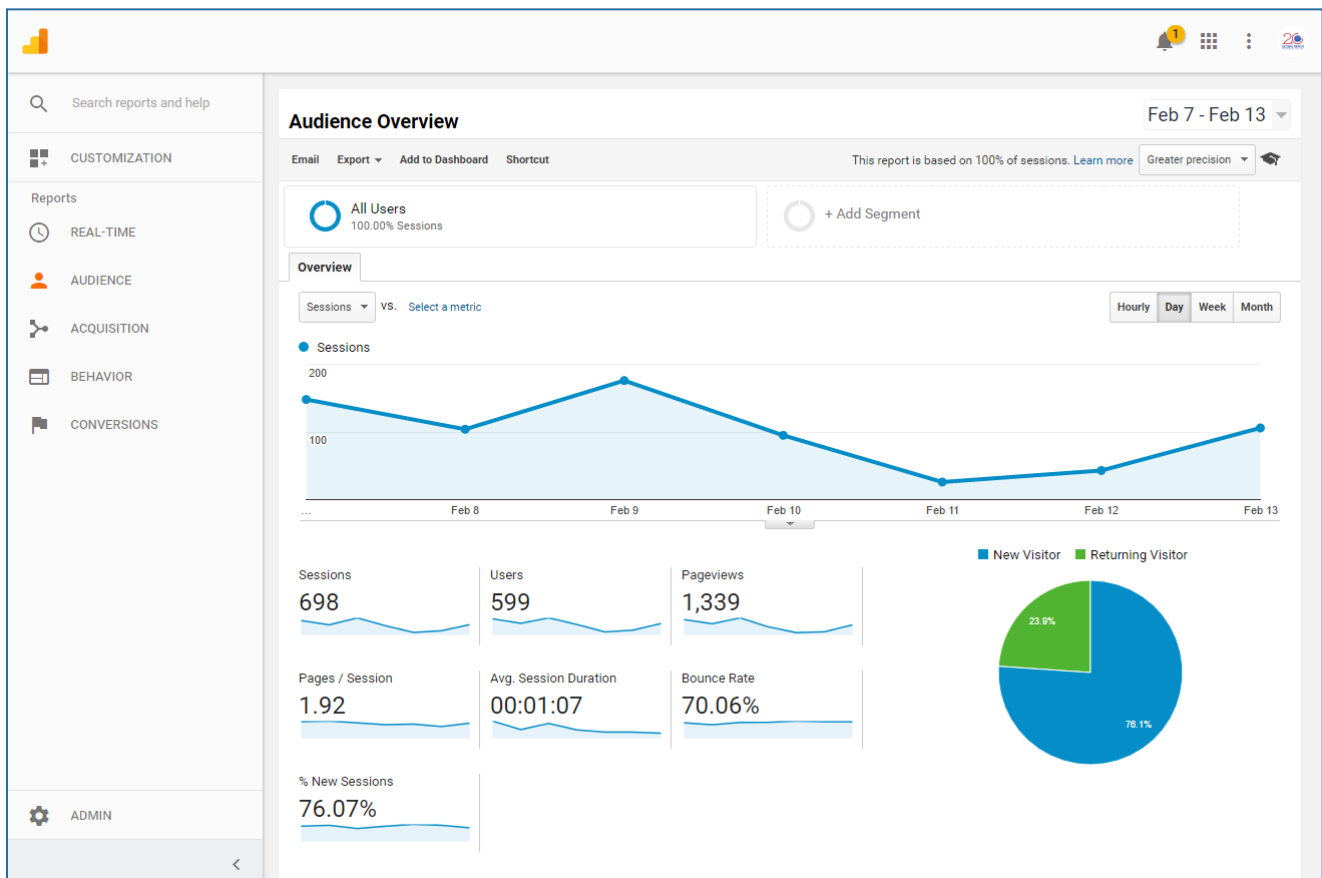 1
20
Search reports and help
Audience Overview
Feb 7 - Feb 13
CUSTOMIZATION
Email Export Add to Dashboard Shortcut
This report is based on 100% of sessions. Learn more Greater precision
Reports
REAL-TIME
AUDIENCE
ACQUISITION
BEHAVIOR
CONVERSIONS
All Users
100.00% Sessions
+ Add Segment
Overview
Sessions VS. Select a metric
Hourly Day Week Month
Sessions
200
100
... Feb 8 Feb 9 Feb 10 Feb 11 Feb 12 Feb 13
New Visitor Returning Visitor
Sessions Users Pageviews
698 599 1,339
23.9%
Pages / Session Avg. Session Duration Bounce Rate
1.92 00:01:07 70.06%
76.1%
% New Sessions
76.07%
ADMIN